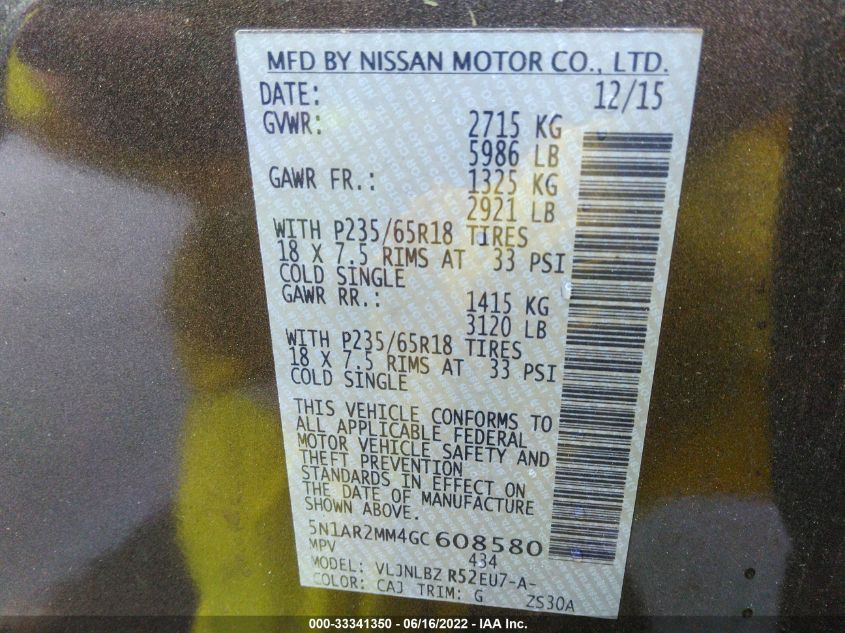 MFD BY NISSAN MOTOR CO., LTD.
DATE: 12/15
GVWR: 2715 KG
5986 LB
GAWR FR.: 1325 KG
2921 LB
WITH P235/65R18 TIRES
18 X 7.5 RIMS AT 33 PSI
COLD SINGLE
GAWR RR.: 1415 KG
3120 LB
WITH P235/65R18 TIRES
18 X 7.5 RIMS AT 33 PSI
COLD SINGLE
THIS VEHICLE CONFORMS TO
ALL APPLICABLE FEDERAL
MOTOR VEHICLE SAFETY AND
THEFT PREVENTION
STANDARDS IN EFFECT ON
THE DATE OF MANUFACTURE
SHOWN ABOVE.
5N1AR2MM4GC 608580
MPV 434
MODEL: VLJNLBZ R52EU7-A-
COLOR: CAJ TRIM: G ZS30A
000-33341350 - 06/16/2022 - IAA Inc.